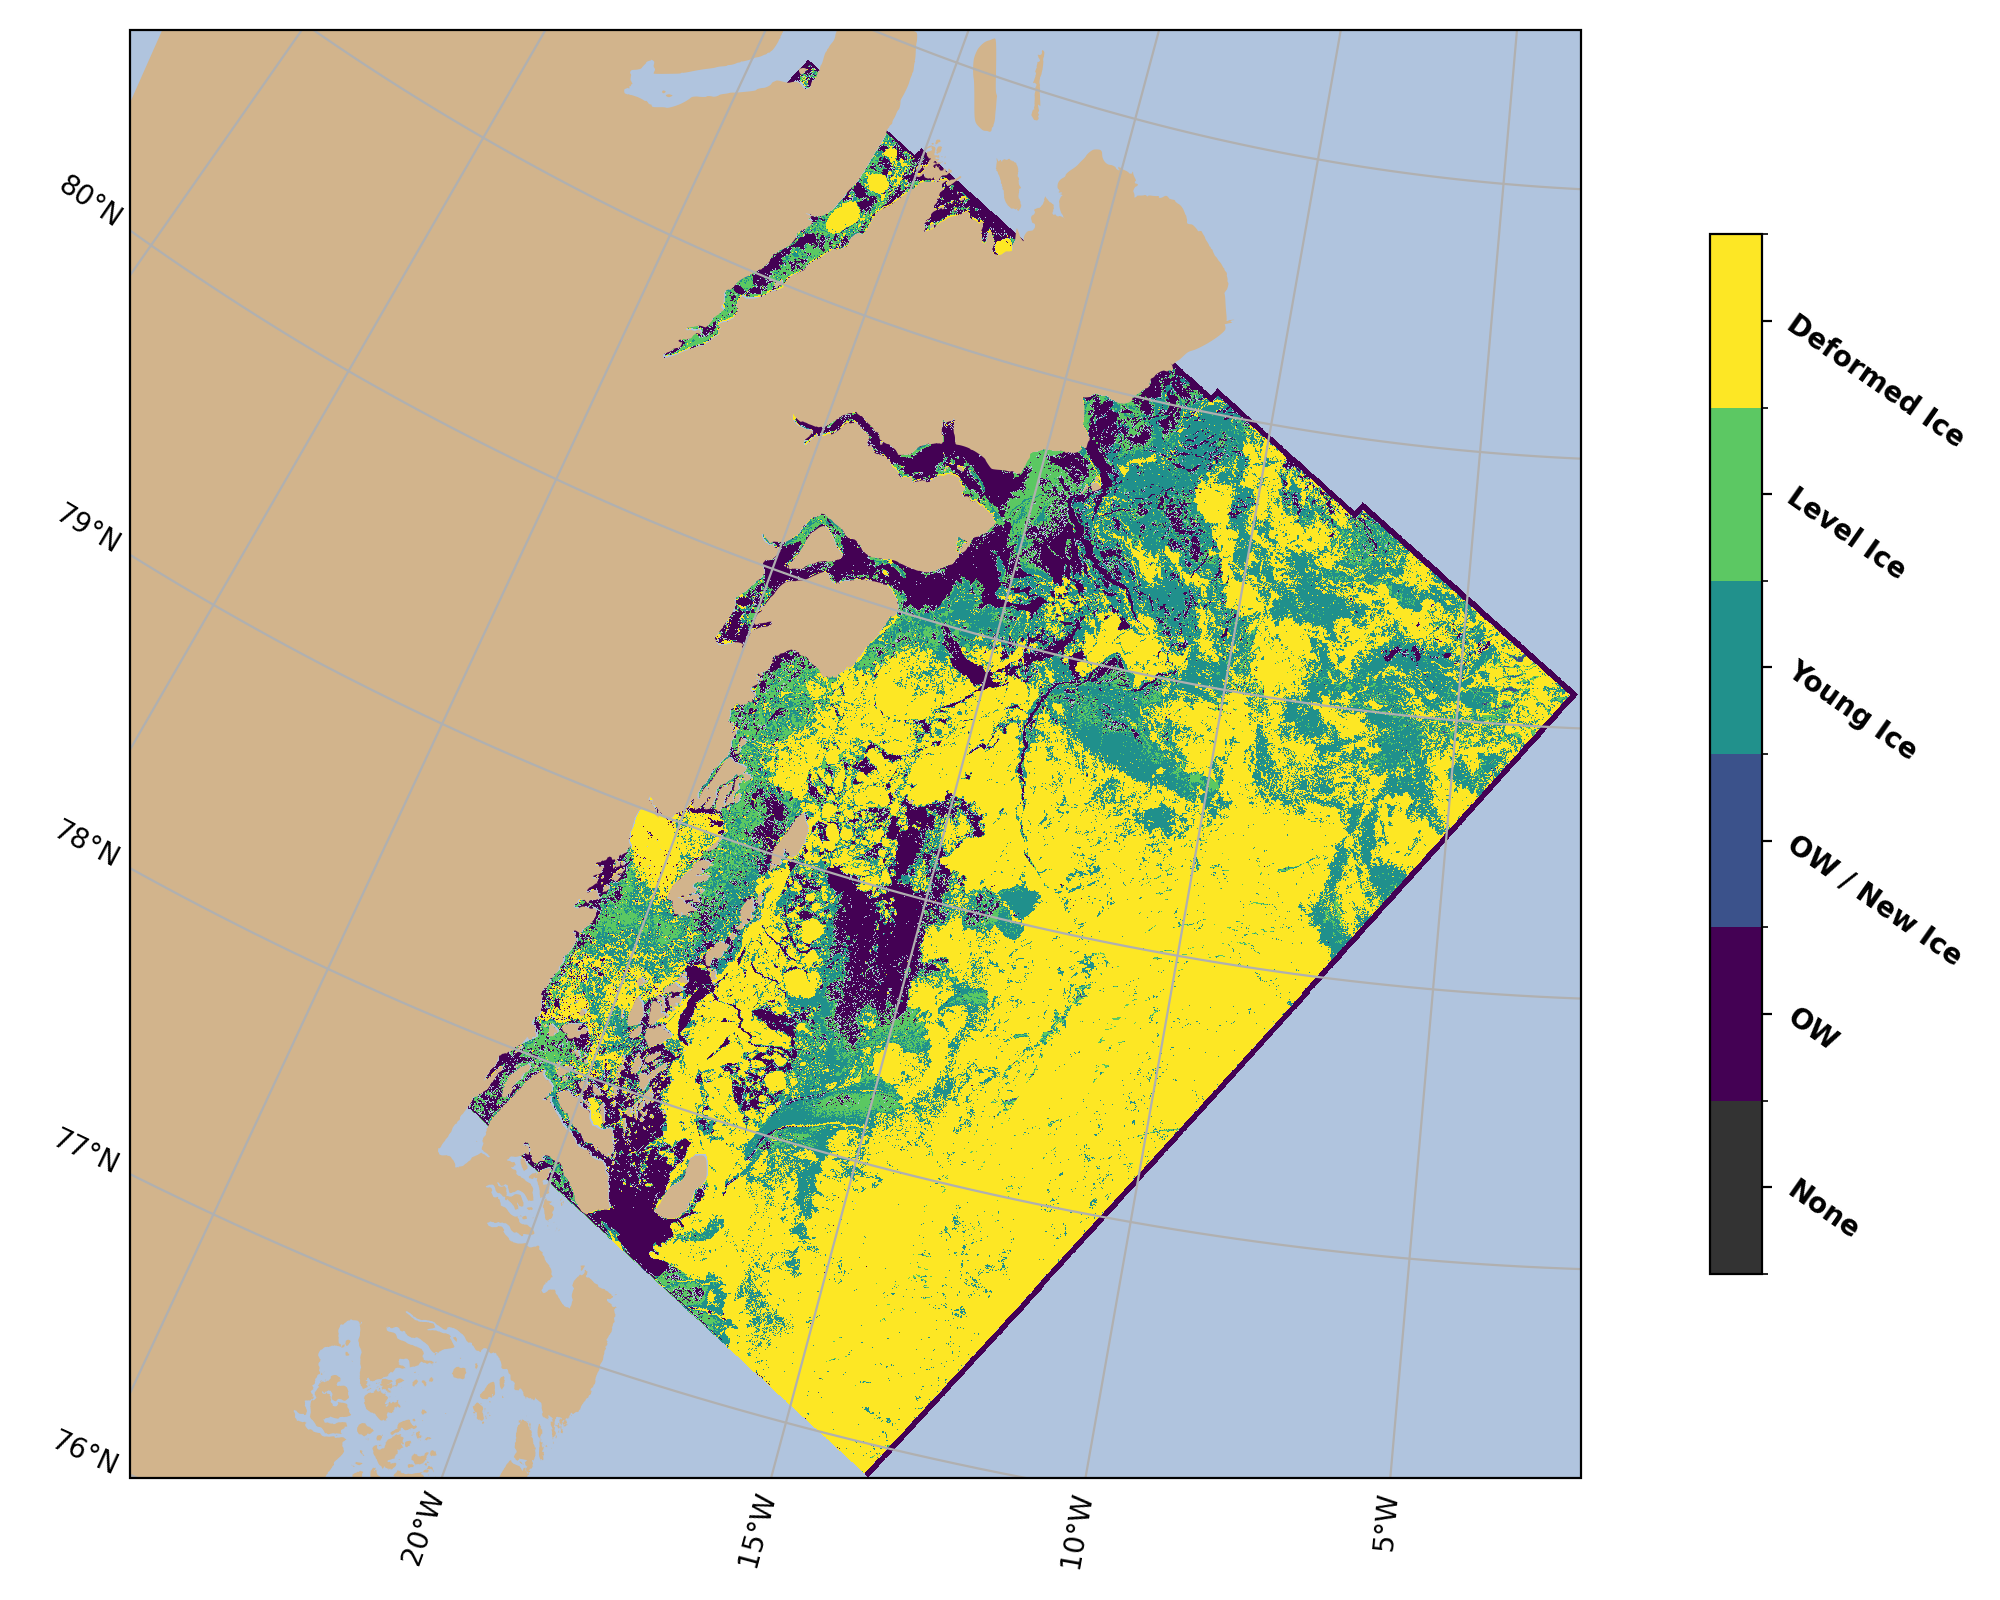 80°N
79°N
78°N
77°N
76°N
20°W
15°W
10°W
5°W
Deformed Ice
Level Ice
Young Ice
OW / New Ice
OW
None